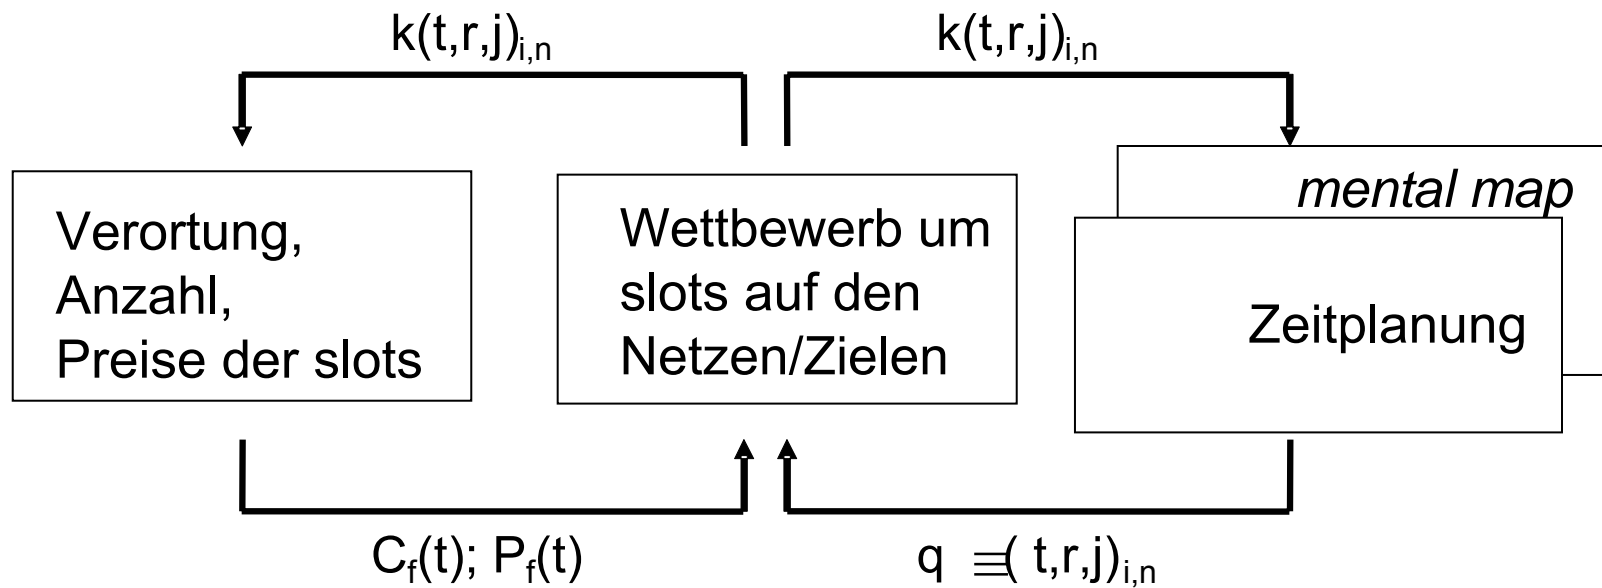 k(t,r,j)i,n
k(t,r,j)i,n
Verortung,
Anzahl,
Preise der slots
Wettbewerb um
slots auf den
Netzen/Zielen
mental map
Zeitplanung
Cf(t); Pf(t)
q ≡( t,r,j)i,n